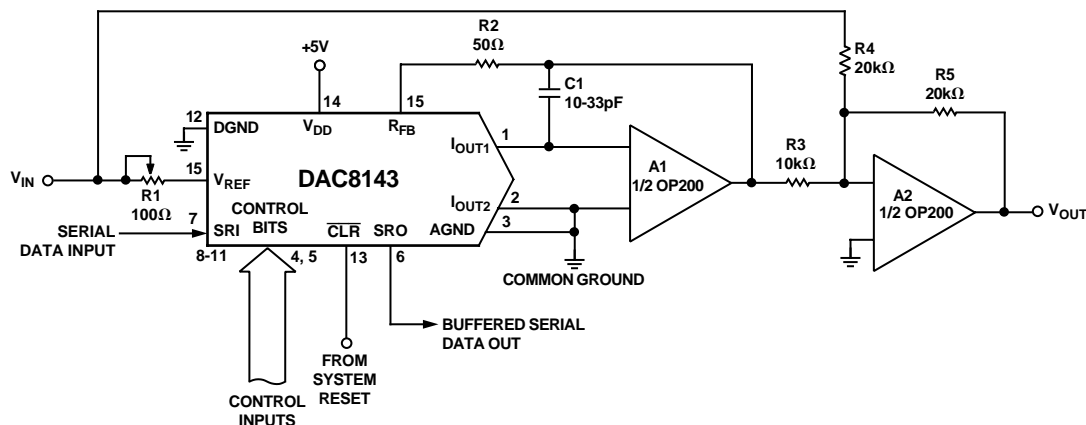 R2
50Ω
+5V
R4
20kΩ
C1
10-33pF
R5
20kΩ
12
14
15
DGND
VDD
RFB
IOUT1
1
VIN
15
VREF
DAC8143
A1
1/2 OP200
R3
10kΩ
A2
1/2 OP200
VOUT
R1
100Ω
IOUT2
2
CONTROL
BITS
CLR
SRO
AGND
3
SERIAL
DATA INPUT
7
SRI
8-11
4, 5
13
6
COMMON GROUND
BUFFERED SERIAL
DATA OUT
FROM
SYSTEM
RESET
CONTROL
INPUTS